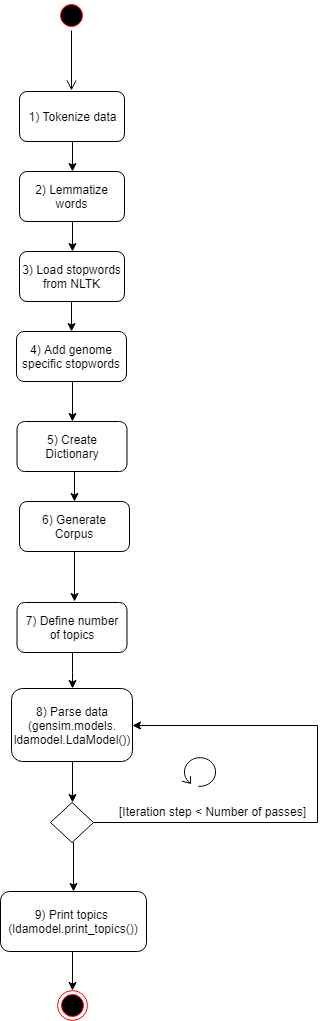 1) Tokenize data
2) Lemmatize
words
3) Load stopwords
from NLTK
4) Add genome
specific stopwords
5) Create
Dictionary
6) Generate
Corpus
7) Define number
of topics
8) Parse data
(gensim.models.
ldamodel.LdaModel())
[Iteration step < Number of passes]
9) Print topics
(ldamodel.print_topics())